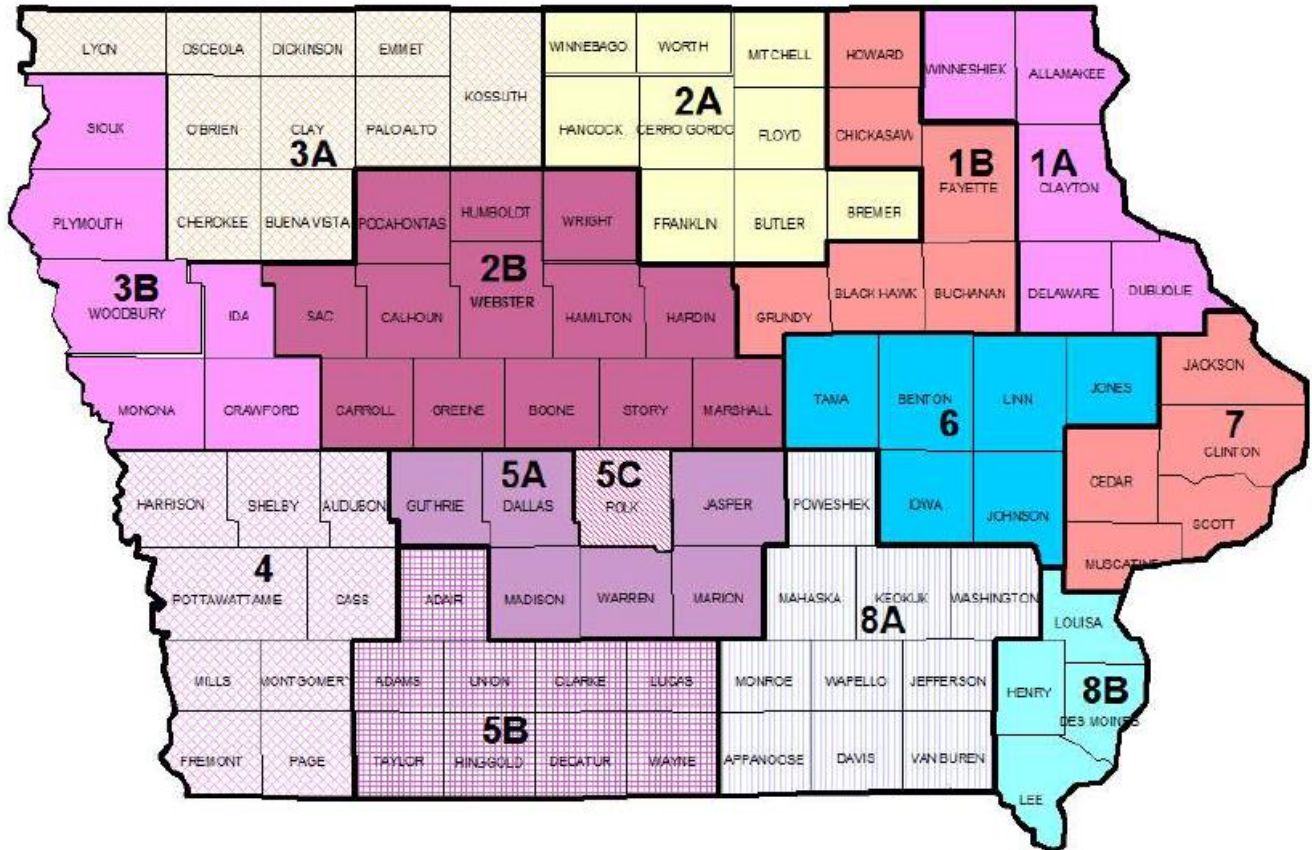 LYON
OSCEOLA
DICKINSON
EMMET
KOSSUTH
WINNEBAGO
WORTH
MITCHELL
HOWARD
WINNESHIEK
ALLAMAKEE
SIOUX
O'BRIEN
CLAY
3A
PALO ALTO
HANCOCK
2A
CERRO GORDO
FLOYD
CHICKASAW
1B
FAYETTE
1A
CLAYTON
PLYMOUTH
CHEROKEE
BUENA VISTA
POCAHONTAS
HUMBOLDT
WRIGHT
FRANKLIN
BUTLER
BREMER
3B
WOODBURY
IDA
SAC
CALHOUN
2B
WEBSTER
HAMILTON
HARDIN
GRUNDY
BLACK HAWK
BUCHANAN
DELAWARE
DUBUQUE
MONONA
CRAWFORD
CARROLL
GREENE
BOONE
STORY
MARSHALL
TAMA
BENTON
6
LINN
JONES
JACKSON
7
CLINTON
HARRISON
SHELBY
AUDUBON
GUTHRIE
5A
DALLAS
5C
POLK
JASPER
POWESHIEK
IOWA
JOHNSON
CEDAR
SCOTT
MUSCATINE
4
POTTAWATTAMIE
CASS
ADAIR
MADISON
WARREN
MARION
MAHASKA
KEOKUK
8A
WASHINGTON
LOUISA
MILLS
MONTGOMERY
ADAMS
UNION
CLARKE
LUCAS
MONROE
WAPELLO
JEFFERSON
HENRY
8B
DES MOINES
FREMONT
PAGE
TAYLOR
5B
RINGGOLD
DECATUR
WAYNE
APPANOOSE
DAVIS
VAN BUREN
LEE